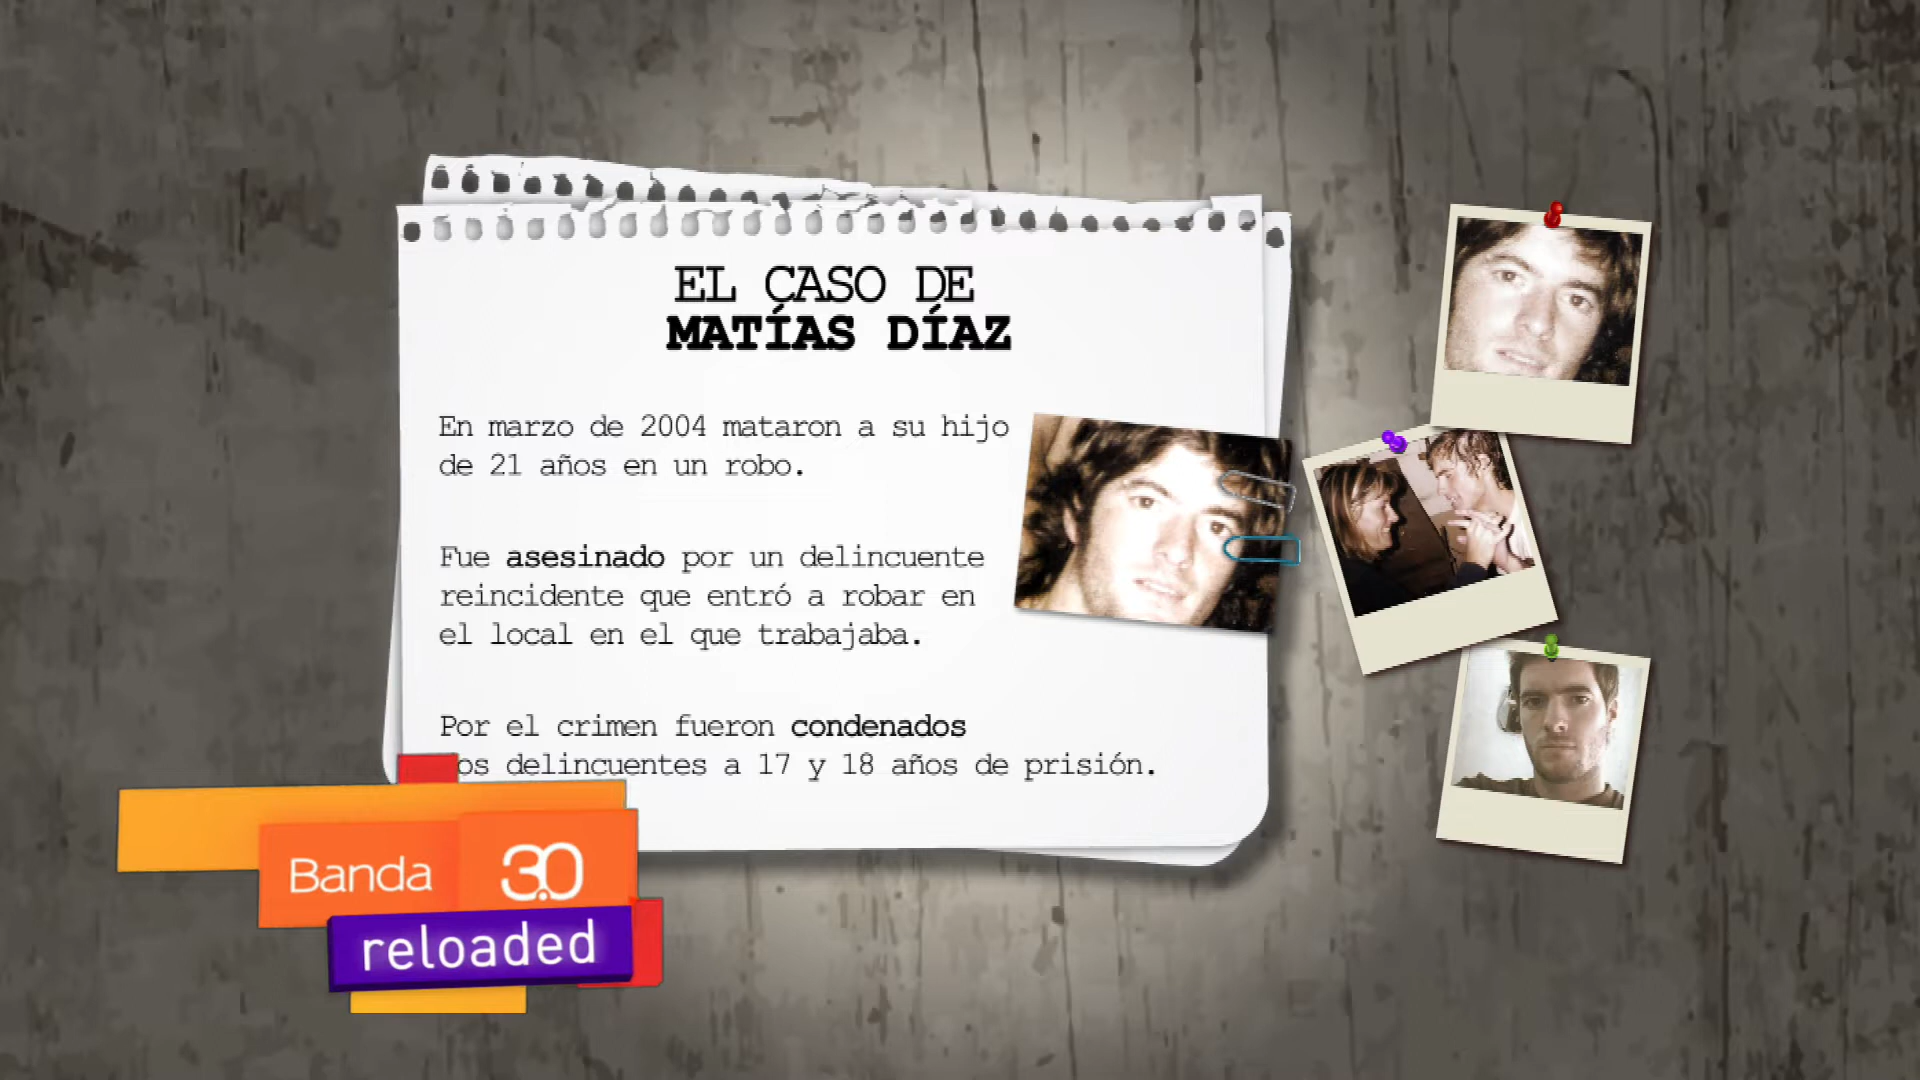 EL CASO DE
MATÍAS DÍAZ
En marzo de 2004 mataron a su hijo
de 21 años en un robo.
Fue asesinado por un delincuente
reincidente que entró a robar en
el local en el que trabajaba.
Por el crimen fueron condenados
os delincuentes a 17 y 18 años de prisión.
Banda 3.0
reloaded